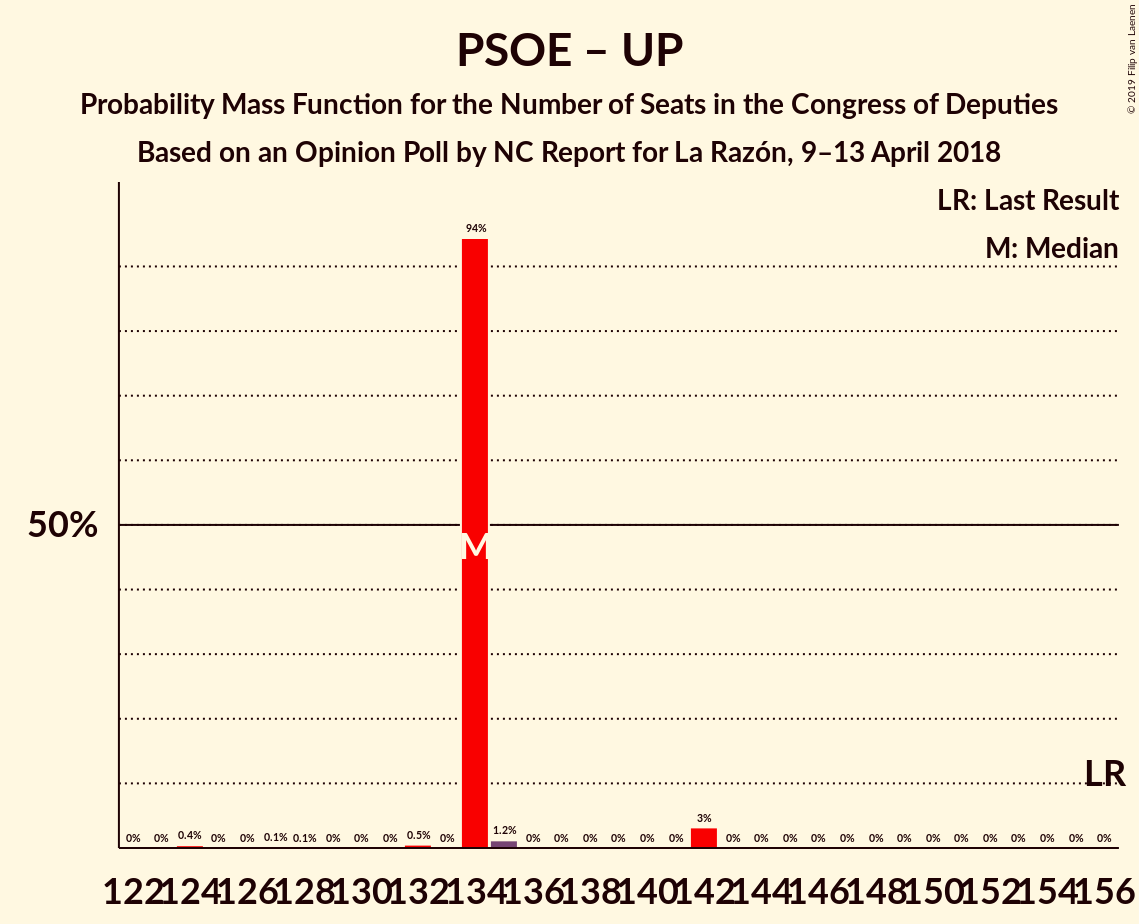 PSOE – UP
Probability Mass Function for the Number of Seats in the Congress of Deputies
Based on an Opinion Poll by NC Report for La Razón, 9–13 April 2018
© 2019 Filip van Laenen
LR: Last Result
M: Median
94%
50%
M
LR
0% 0% 0.4% 0% 0% 0.1% 0.1% 0% 0% 0% 0.5% 0% 1.2% 0% 0% 0% 0% 0% 0% 3% 0% 0% 0% 0% 0% 0% 0% 0% 0% 0% 0% 0% 0% 0%
122 124 126 128 130 132 134 136 138 140 142 144 146 148 150 152 154 156